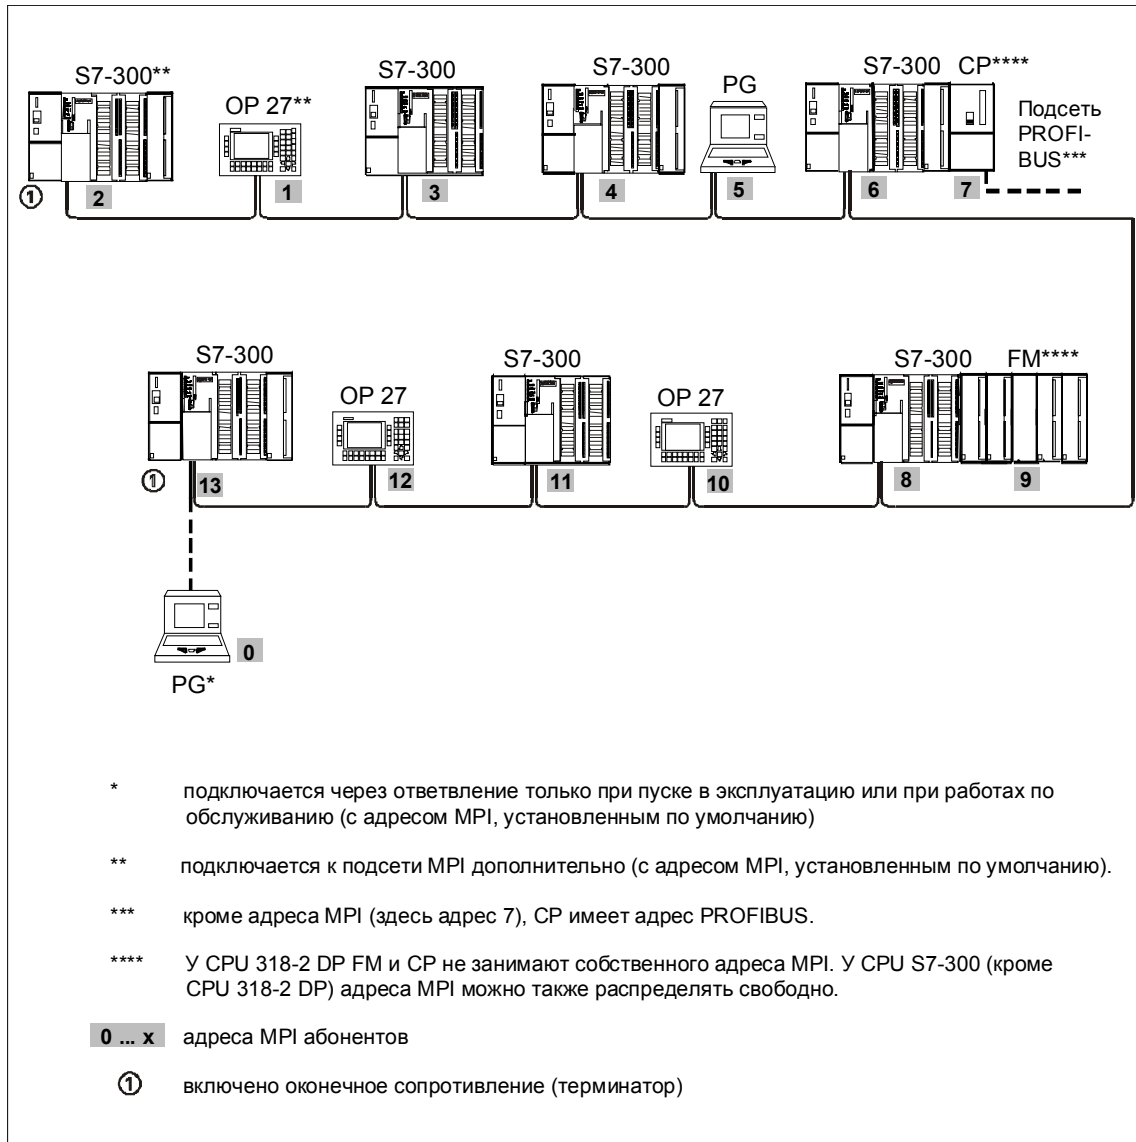 S7-300**
OP 27**
S7-300
S7-300
PG
S7-300 CP****
Подсеть
PROFI-
BUS***
① 2 1 3 4 5 6 7
S7-300
OP 27
S7-300
OP 27
S7-300 FM****
① 13 12 11 10 8 9
0
PG*
* подключается через ответвление только при пуске в эксплуатацию или при работах по
обслуживанию (с адресом MPI, установленным по умолчанию)
** подключается к подсети MPI дополнительно (с адресом MPI, установленным по умолчанию).
*** кроме адреса MPI (здесь адрес 7), CP имеет адрес PROFIBUS.
**** У CPU 318-2 DP FM и CP не занимают собственного адреса MPI. У CPU S7-300 (кроме
CPU 318-2 DP) адреса MPI можно также распределять свободно.
0 ... x адреса MPI абонентов
① включено оконечное сопротивление (терминатор)